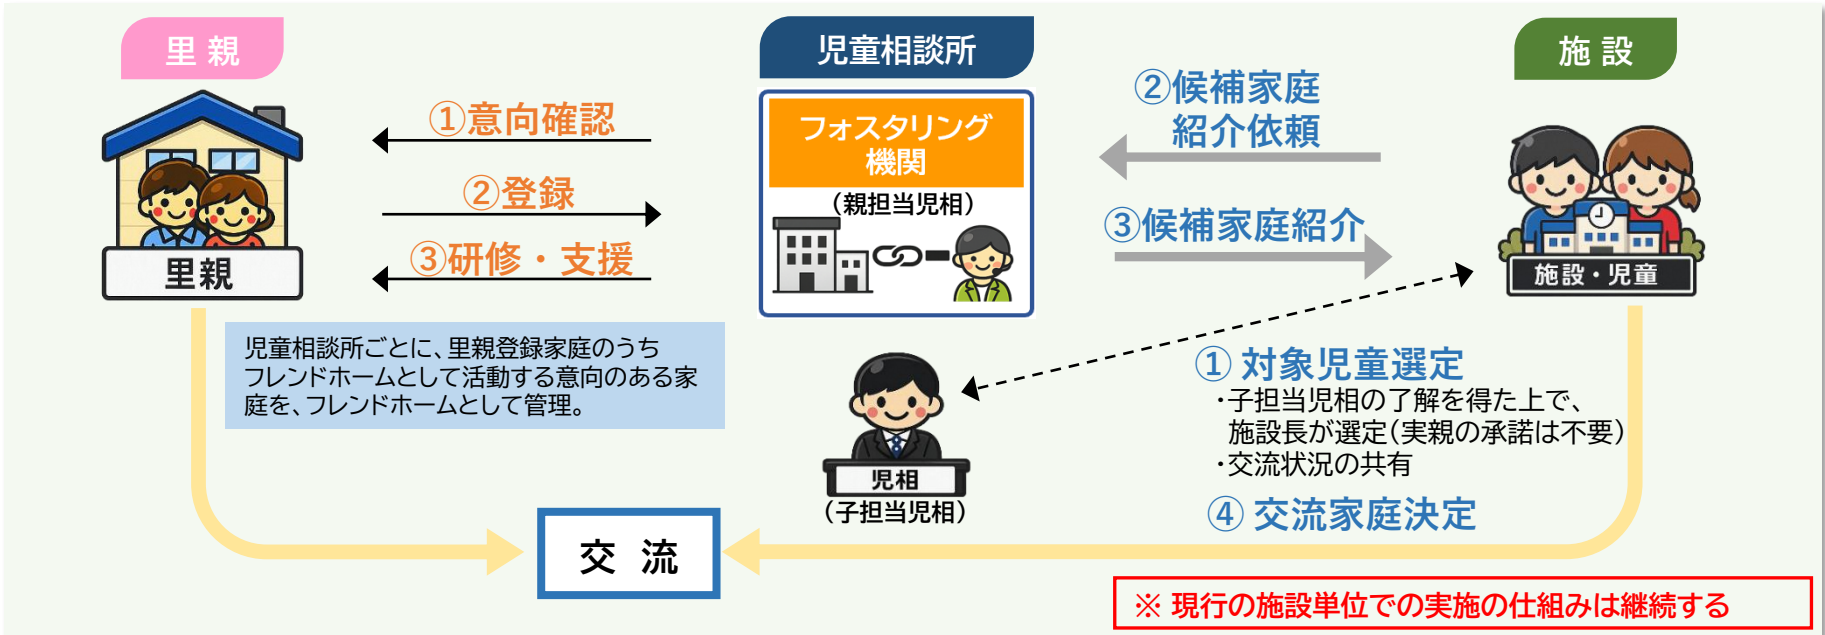 里 親
児童相談所
施 設
①意向確認
②登録
③研修・支援
里親
フォスタリング
機関
(親担当児相)
②候補家庭
紹介依頼
③候補家庭紹介
施設・児童
児童相談所ごとに、里親登録家庭のうち
フレンドホームとして活動する意向のある家
庭を、フレンドホームとして管理。
児相
(子担当児相)
① 対象児童選定
・子担当児相の了解を得た上で、
施設長が選定(実親の承諾は不要)
・交流状況の共有
④ 交流家庭決定
交 流
※ 現行の施設単位での実施の仕組みは継続する